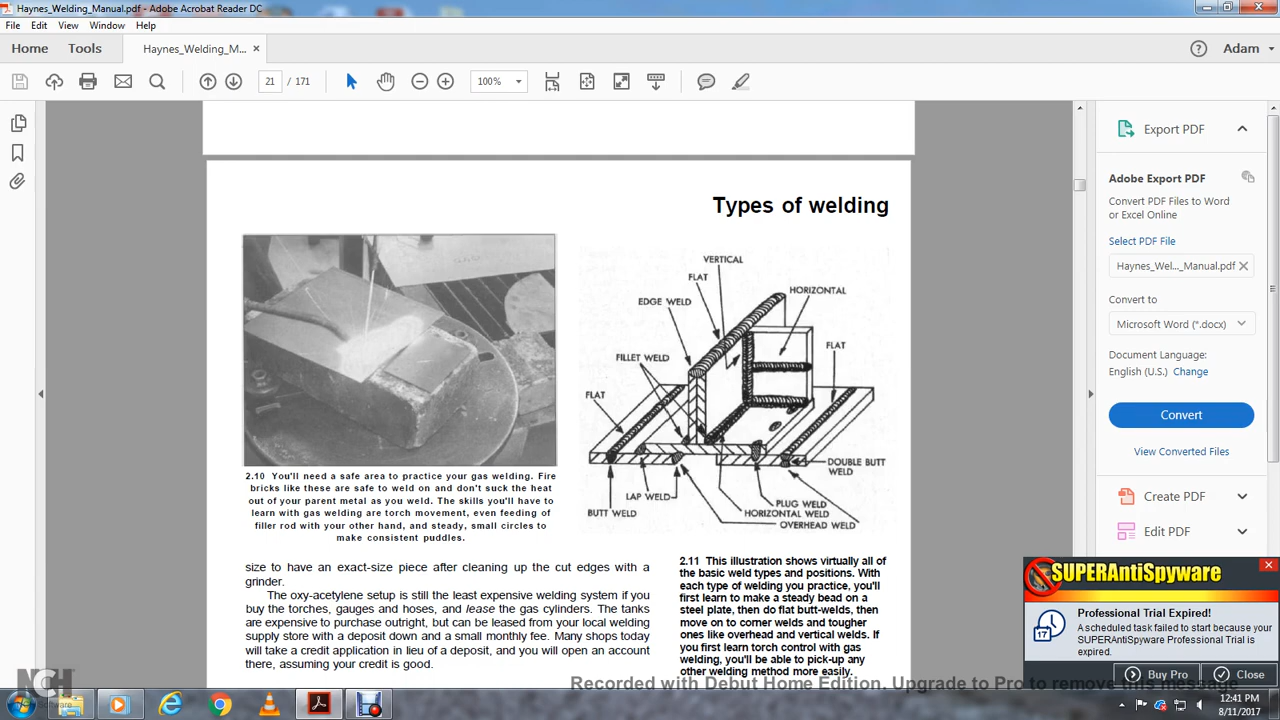 Haynes_Welding_Manual.pdf - Adobe Acrobat Reader DC
File Edit View Window Help
Home Tools Haynes_Welding_M... × Adam
21 / 171 100%
Types of welding
VERTICAL
FLAT
HORIZONTAL
EDGE WELD
FLAT
FILLET WELD
FLAT
DOUBLE BUTT
WELD
LAP WELD
PLUG WELD
BUTT WELD
HORIZONTAL WELD
OVERHEAD WELD
2.10 You'll need a safe area to practice your gas welding. Fire
bricks like these are safe to weld on and don't suck the heat
out of your parent metal as you weld. The skills you'll have to
learn with gas welding are torch movement, even feeding of
filler rod with your other hand, and steady, small circles to
make consistent puddles.
size to have an exact-size piece after cleaning up the cut edges with a
grinder.
The oxy-acetylene setup is still the least expensive welding system if you
buy the torches, gauges and hoses, and lease the gas cylinders. The tanks
are expensive to purchase outright, but can be leased from your local welding
supply store with a deposit down and a small monthly fee. Many shops today
will take a credit application in lieu of a deposit, and you will open an account
there, assuming your credit is good.
2.11 This illustration shows virtually all of
the basic weld types and positions. With
each type of welding you practice, you'll
first learn to make a steady bead on a
steel plate, then do flat butt-welds, then
move on to corner welds and tougher
ones like overhead and vertical welds. If
you first learn torch control with gas
welding, you'll be able to pick-up any
other welding method more easily.
Export PDF
Adobe Export PDF
Convert PDF Files to Word
or Excel Online
Select PDF File
Haynes_Wel..._Manual.pdf
Convert to
Microsoft Word (*.docx)
Document Language:
English (U.S.) Change
Convert
View Converted Files
Create PDF
Edit PDF
SUPERAntiSpyware
Professional Trial Expired!
A scheduled task failed to start because your
SUPERAntiSpyware Professional Trial is
expired.
17
Buy Pro Close
NCH
Software
Recorded with Debut Home Edition. Upgrade to Pro to remove this message
12:41 PM
8/11/2017